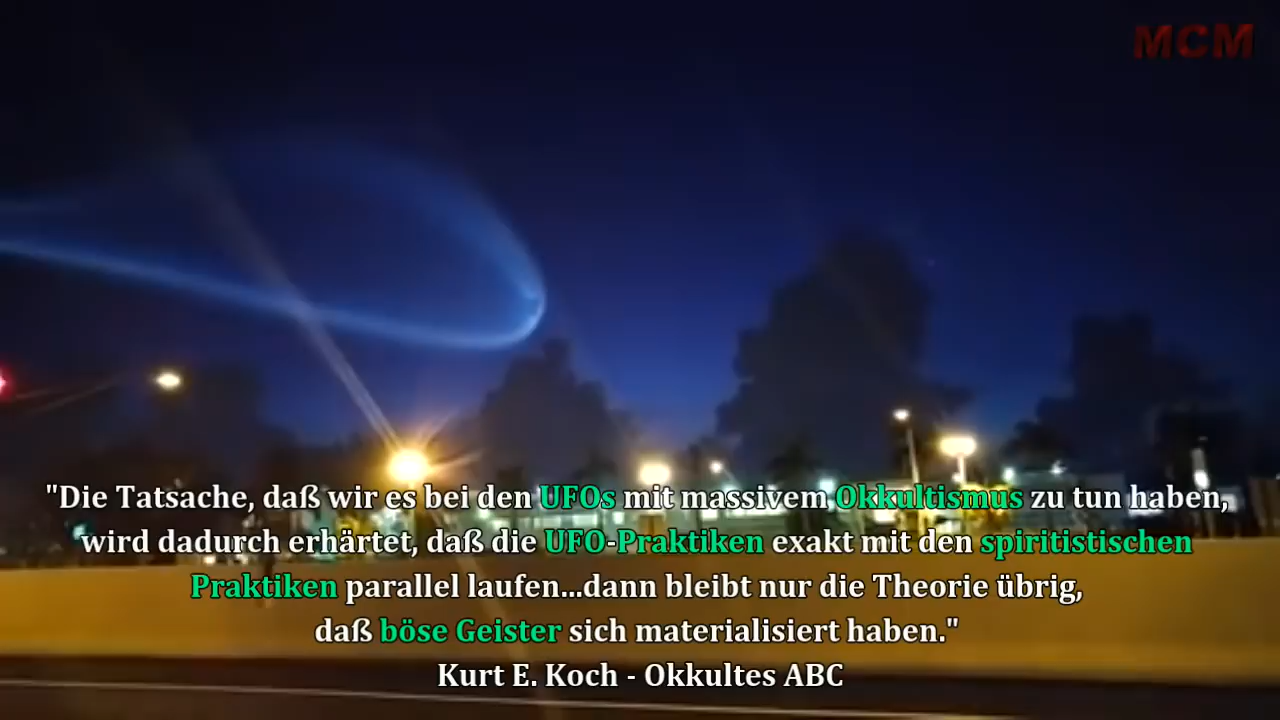 MCM
"Die Tatsache, daß wir es bei den UFOs mit massivem Okkultismus zu tun haben,
wird dadurch erhärtet, daß die UFO-Praktiken exakt mit den spiritistischen
Praktiken parallel laufen...dann bleibt nur die Theorie übrig,
daß böse Geister sich materialisiert haben."
Kurt E. Koch - Okkultes ABC